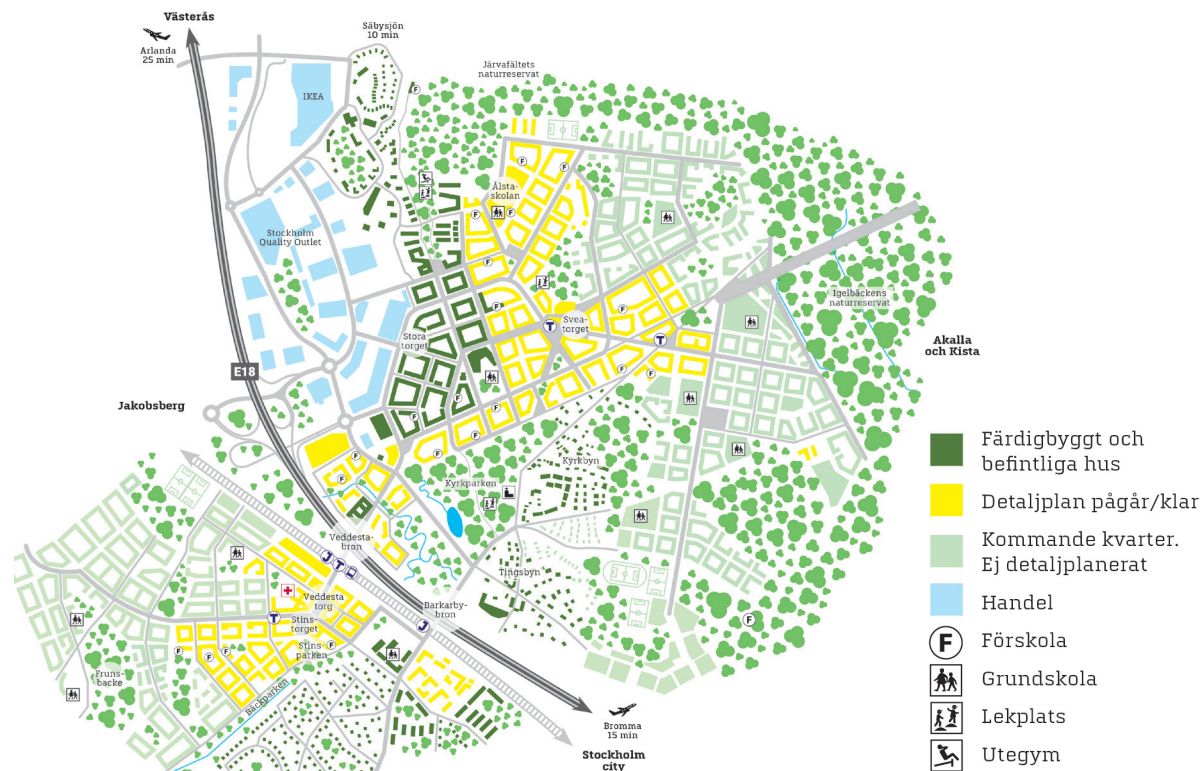 Västerås
Arlanda
25 min
Säbysjön
10 min
Järvafältets
naturreservat
IKEA
F
Ålsta-
skolan
F
F
F
F
Stockholm
Quality Outlet
F
F
F
Igelbäckens
naturreservat
Stora
torget
T
Svea-
torget
T
Akalla
och Kista
E18
F
F
F
Jakobsberg
F
F
F
F
F
F
F
F
Kyrkbyn
Kyrkparken
Veddesta-
bron
J T
Tingsbyn
Veddesta
torg
Barkarby-
bron
J
T
Stins-
torget
Stins-
parken
F
F
F
F
Fruns-
backe
Bäckparken
Bromma
15 min
Stockholm
city
Färdigbyggt och
befintliga hus
Detaljplan pågår/klar
Kommande kvarter.
Ej detaljplanerat
Handel
F Förskola
Grundskola
Lekplats
Utegym